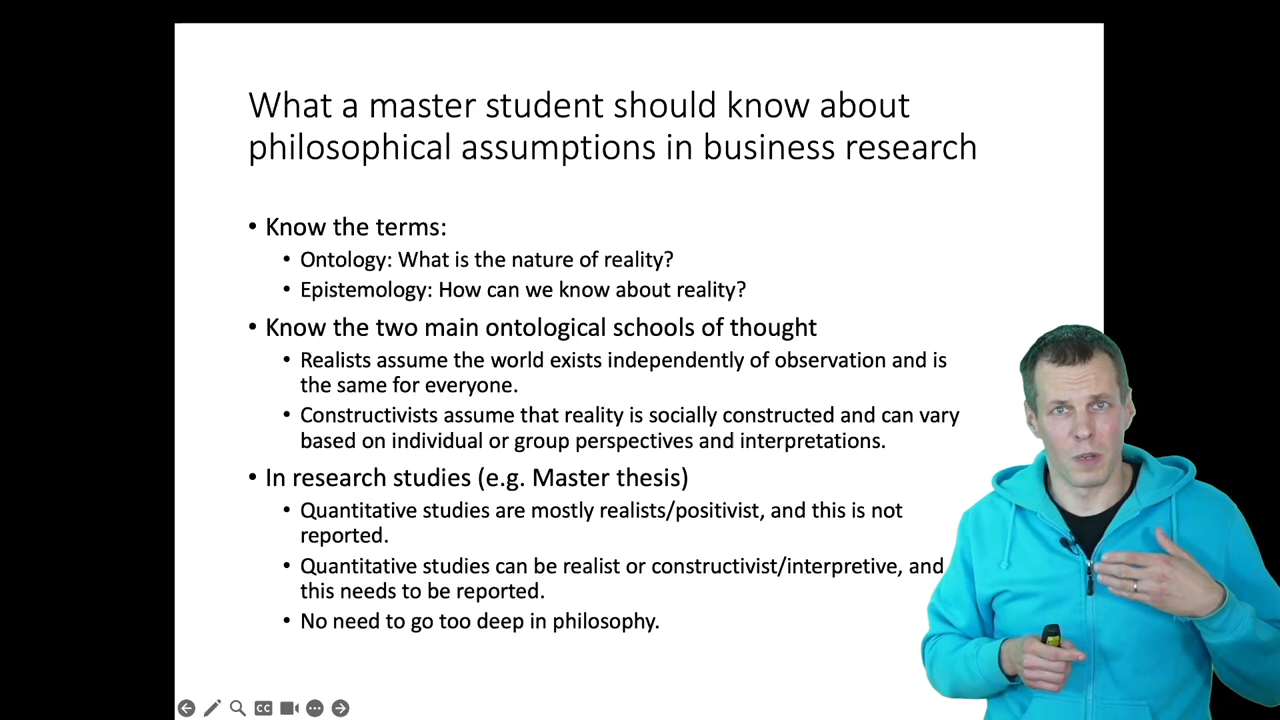 What a master student should know about
philosophical assumptions in business research
• Know the terms:
• Ontology: What is the nature of reality?
• Epistemology: How can we know about reality?
• Know the two main ontological schools of thought
• Realists assume the world exists independently of observation and is
the same for everyone.
• Constructivists assume that reality is socially constructed and can vary
based on individual or group perspectives and interpretations.
• In research studies (e.g. Master thesis)
• Quantitative studies are mostly realists/positivist, and this is not
reported.
• Quantitative studies can be realist or constructivist/interpretive, and
this needs to be reported.
• No need to go too deep in philosophy.
CC